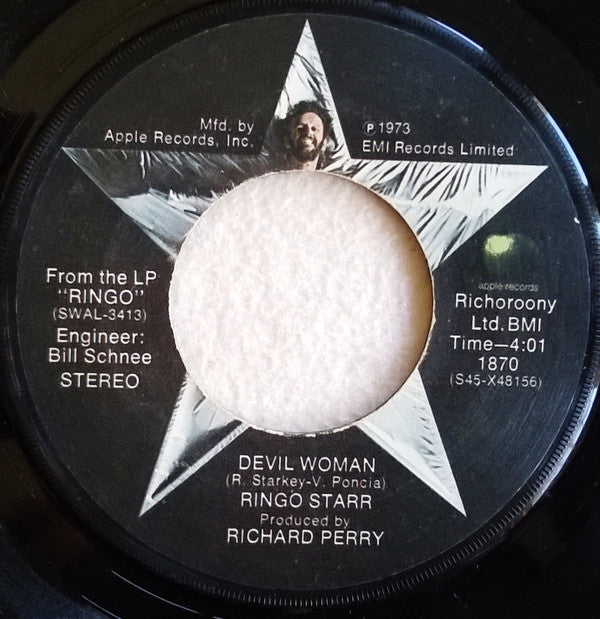 Mfd. by
Apple Records, Inc.
℗ 1973
EMI Records Limited
From the LP
"RINGO"
(SWAL-3413)
Engineer:
Bill Schnee
STEREO
apple records
Richoroony
Ltd. BMI
Time—4:01
1870
(S45-X48156)
DEVIL WOMAN
(R. Starkey-V. Poncia)
RINGO STARR
Produced by
RICHARD PERRY